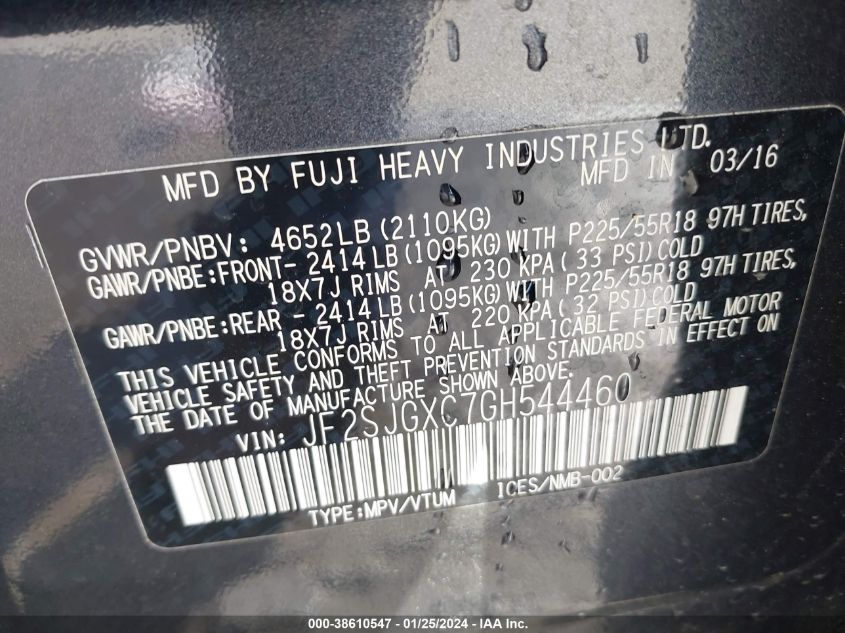 MFD BY FUJI HEAVY INDUSTRIES LTD.
MFD IN 03/16
GVWR/PNBV: 4652LB (2110KG)
GAWR/PNBE:FRONT- 2414LB (1095KG)WITH P225/55R18 97H TIRES,
18X7J RIMS AT 230 KPA ( 33 PSI)COLD
GAWR/PNBE:REAR - 2414LB (1095KG)WITH P225/55R18 97H TIRES,
18X7J RIMS AT 220 KPA ( 32 PSI)COLD
THIS VEHICLE CONFORMS TO ALL APPLICABLE FEDERAL MOTOR
VEHICLE SAFETY AND THEFT PREVENTION STANDARDS IN EFFECT ON
THE DATE OF MANUFACTURE SHOWN ABOVE.
VIN: JF2SJGXC7GH544460
TYPE:MPV/VTUM ICES/NMB-002
000-38610547 - 01/25/2024 - IAA Inc.